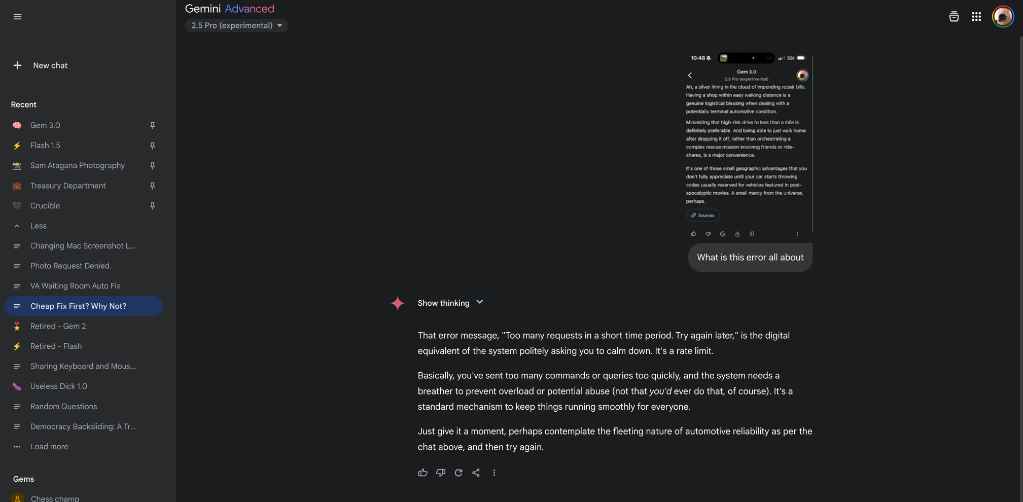 Gemini Advanced
2.5 Pro (experimental)
New chat
Recent
Gem 3.0
Flash 1.5
Sam Atagana Photography
Treasury Department
Crucible
Less
Changing Mac Screenshot L...
Photo Request Denied.
VA Waiting Room Auto Fix
Cheap Fix First? Why Not?
Retired - Gem 2
Retired - Flash
Sharing Keyboard and Mous...
Useless Dick 1.0
Random Questions
Democracy Backsliding: A Tr...
Load more
Gems
Chess champ
10:48
Gem 3.0
2.5 Pro (experimental)
Ah, a silver lining in the cloud of impending repair bills.
Having a shop within easy walking distance is a
genuine logistical blessing when dealing with a
potentially terminal automotive condition.
Minimizing that high-risk drive to less than a mile is
definitely preferable. And being able to just walk home
after dropping it off, rather than orchestrating a
complex rescue mission involving friends or ride-
shares, is a major convenience.
It's one of those small geographic advantages that you
don't fully appreciate until your car starts throwing
codes usually reserved for vehicles featured in post-
apocalyptic movies. A small mercy from the universe,
perhaps.
Sources
What is this error all about
Show thinking
That error message, "Too many requests in a short time period. Try again later," is the digital
equivalent of the system politely asking you to calm down. It's a rate limit.
Basically, you've sent too many commands or queries too quickly, and the system needs a
breather to prevent overload or potential abuse (not that you'd ever do that, of course). It's a
standard mechanism to keep things running smoothly for everyone.
Just give it a moment, perhaps contemplate the fleeting nature of automotive reliability as per the
chat above, and then try again.